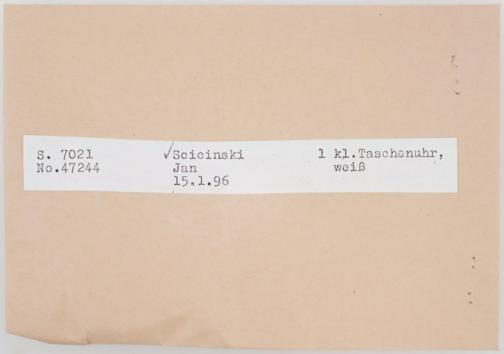 S. 7021 ✓Scicinski 1 kl.Taschenuhr,
No.47244 Jan weiß
15.1.96